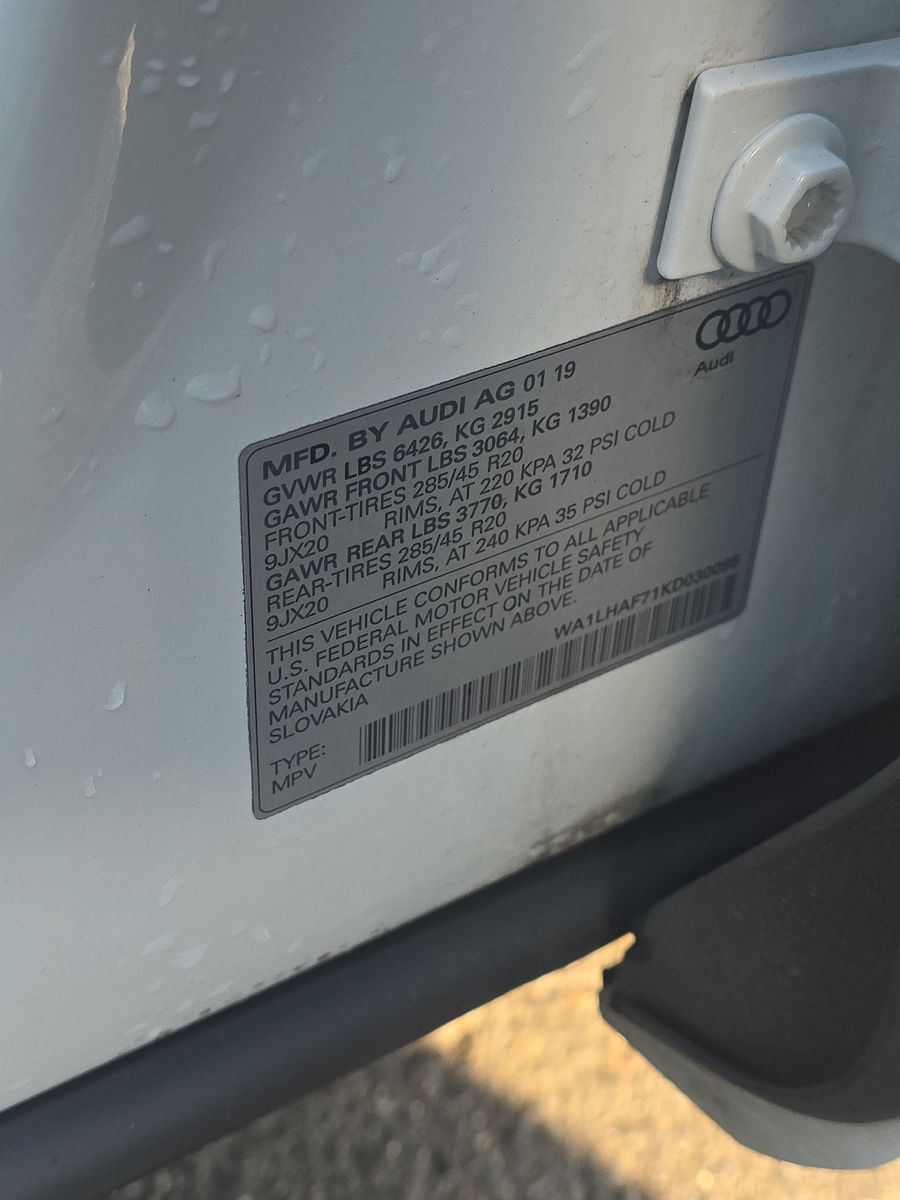 Audi
MFD. BY AUDI AG 01 19
GVWR LBS 6426, KG 2915
GAWR FRONT LBS 3064, KG 1390
FRONT-TIRES 285/45 R20
9JX20 RIMS, AT 220 KPA 32 PSI COLD
GAWR REAR LBS 3770, KG 1710
REAR-TIRES 285/45 R20
9JX20 RIMS, AT 240 KPA 35 PSI COLD
THIS VEHICLE CONFORMS TO ALL APPLICABLE
U.S. FEDERAL MOTOR VEHICLE SAFETY
STANDARDS IN EFFECT ON THE DATE OF
MANUFACTURE SHOWN ABOVE.
SLOVAKIA
WA1LHAF71KD030095
TYPE:
MPV